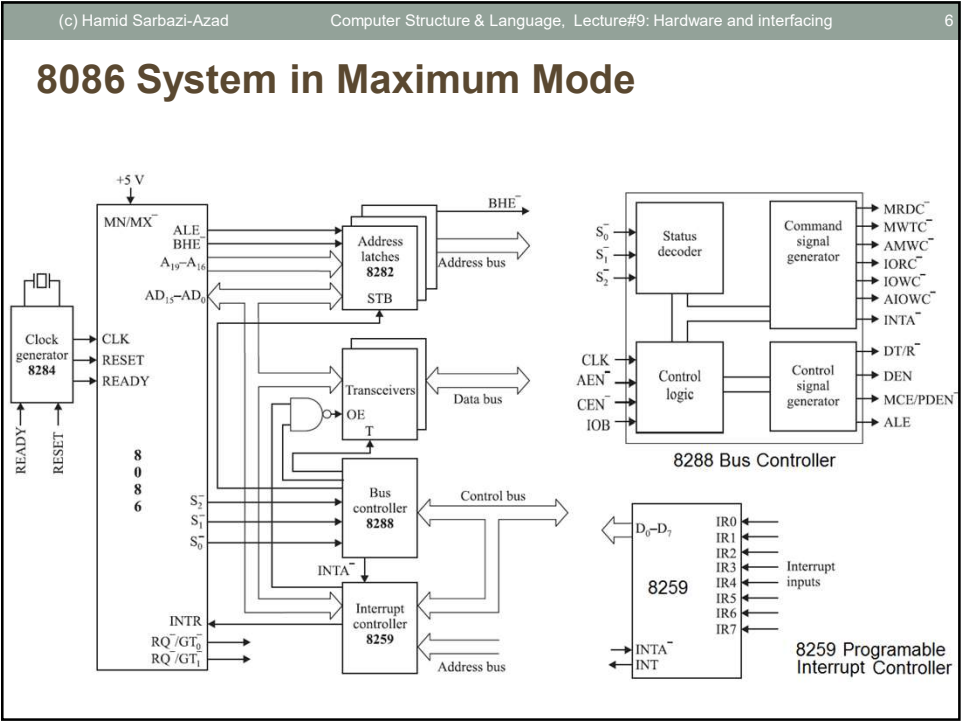 (c) Hamid Sarbazi-Azad Computer Structure & Language, Lecture#9: Hardware and interfacing 6
8086 System in Maximum Mode
+5 V
MN/MX¯
ALE
BHE¯
A₁₉–A₁₆
AD₁₅–AD₀
Clock
generator
8284
CLK
RESET
READY
READY
RESET
8
0
8
6
S₂¯
S₁¯
S₀¯
INTR
RQ¯/GT₀¯
RQ¯/GT₁¯
Address
latches
8282
STB
BHE¯
Address bus
Transceivers
OE
T
Data bus
Bus
controller
8288
Control bus
INTA¯
Interrupt
controller
8259
Address bus
S₀¯
S₁¯
S₂¯
Status
decoder
Command
signal
generator
MRDC¯
MWTC¯
AMWC¯
IORC¯
IOWC¯
AIOWC¯
INTA¯
CLK
AEN¯
CEN¯
IOB
Control
logic
Control
signal
generator
DT/R¯
DEN
MCE/PDEN¯
ALE
8288 Bus Controller
D₀–D₇
8259
IR0
IR1
IR2
IR3
IR4
IR5
IR6
IR7
Interrupt
inputs
INTA¯
INT
8259 Programable
Interrupt Controller